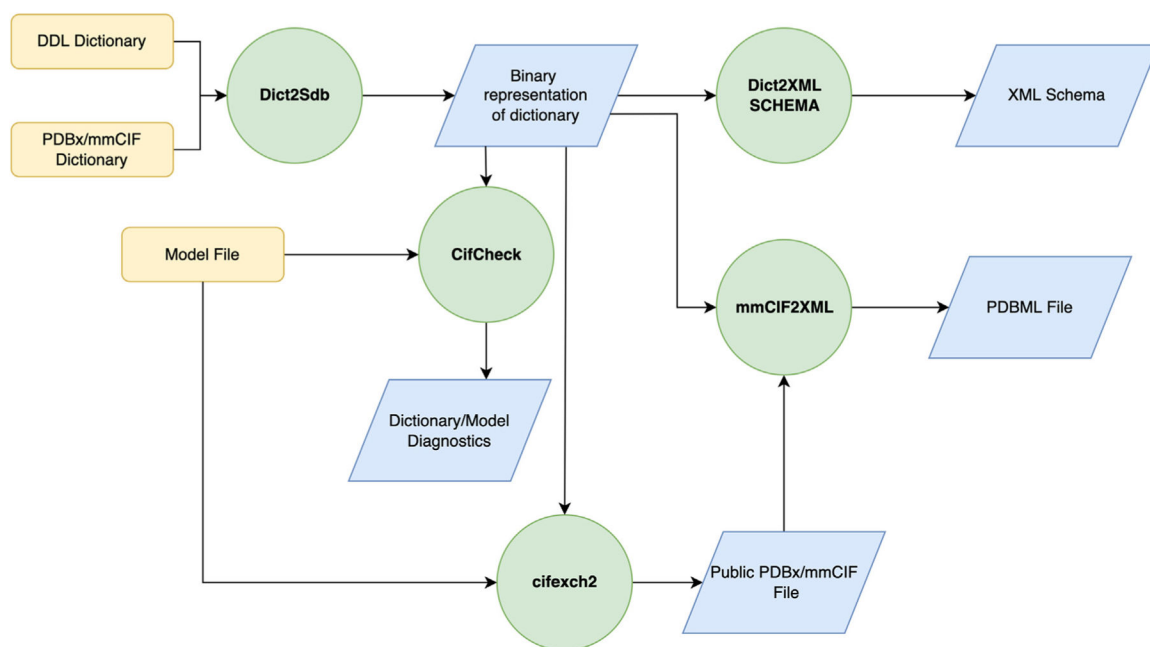 DDL Dictionary
PDBx/mmCIF
Dictionary
Dict2Sdb
Binary
representation
of dictionary
Dict2XML
SCHEMA
XML Schema
Model File
CifCheck
mmCIF2XML
PDBML File
Dictionary/Model
Diagnostics
cifexch2
Public PDBx/mmCIF
File